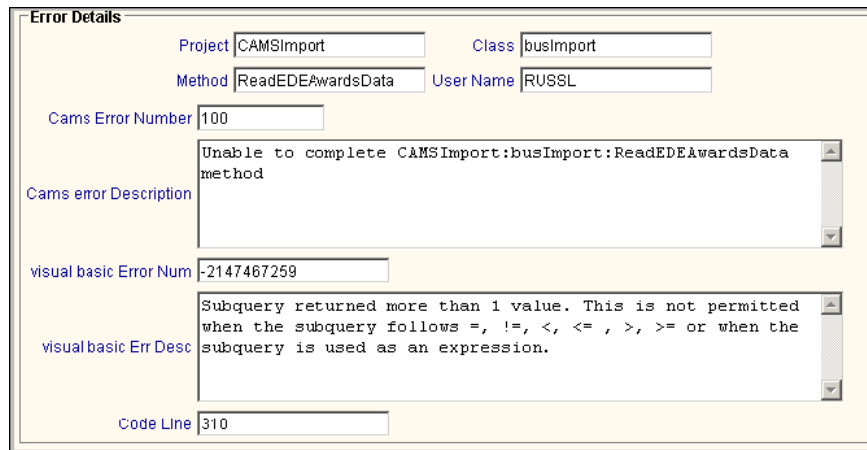 Error Details
Project CAMSImport Class busImport
Method ReadEDEAwardsData User Name RUSSL
Cams Error Number 100
Unable to complete CAMSImport:busImport:ReadEDEAwardsData
method
Cams error Description
visual basic Error Num -2147467259
Subquery returned more than 1 value. This is not permitted
when the subquery follows =, !=, <, <= , >, >= or when the
visual basic Err Desc subquery is used as an expression.
Code Line 310